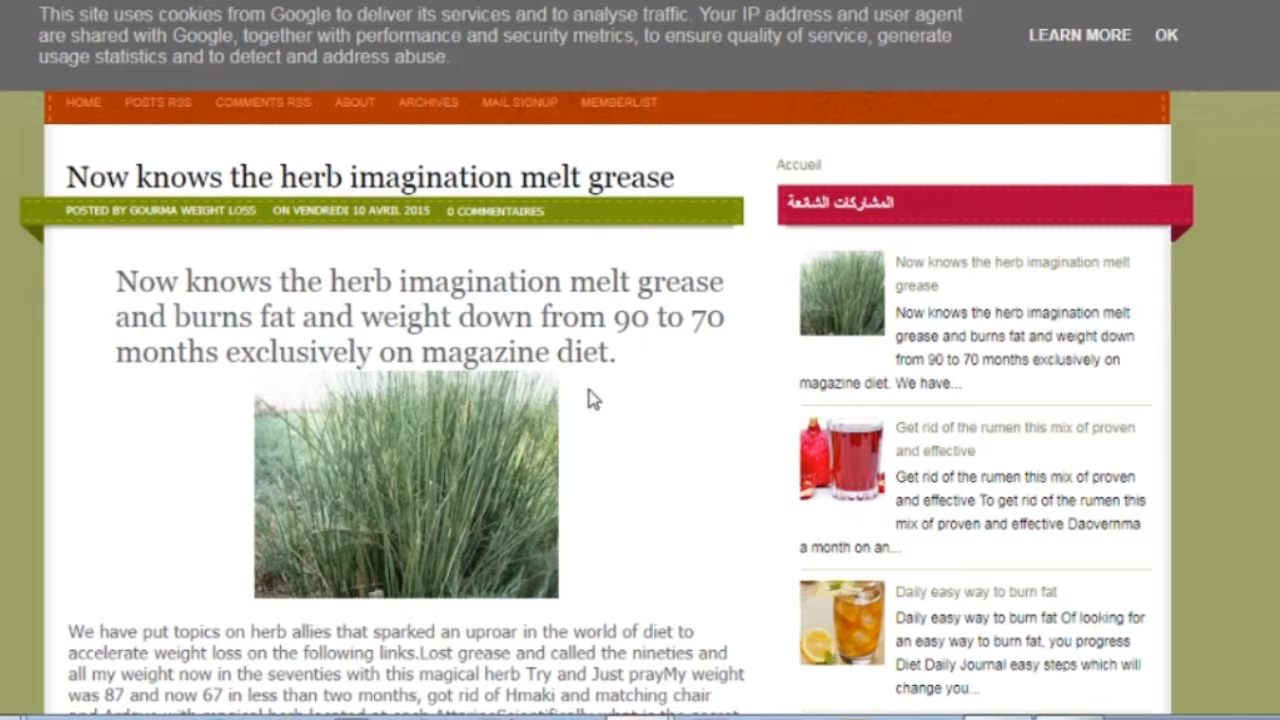 This site uses cookies from Google to deliver its services and to analyse traffic. Your IP address and user agent
are shared with Google, together with performance and security metrics, to ensure quality of service, generate
usage statistics and to detect and address abuse.
LEARN MORE OK
HOME POSTS RSS COMMENTS RSS ABOUT ARCHIVES MAIL SIGNUP MEMBERLIST
Now knows the herb imagination melt grease
POSTED BY GOURMA WEIGHT LOSS ON VENDREDI 10 AVRIL 2015 0 COMMENTAIRES
Now knows the herb imagination melt grease
and burns fat and weight down from 90 to 70
months exclusively on magazine diet.
We have put topics on herb allies that sparked an uproar in the world of diet to
accelerate weight loss on the following links.Lost grease and called the nineties and
all my weight now in the seventies with this magical herb Try and Just prayMy weight
was 87 and now 67 in less than two months, got rid of Hmaki and matching chair
Accueil
المشاركات الشائعة
Now knows the herb imagination melt
grease
Now knows the herb imagination melt
grease and burns fat and weight down
from 90 to 70 months exclusively on
magazine diet. We have...
Get rid of the rumen this mix of proven
and effective
Get rid of the rumen this mix of proven
and effective To get rid of the rumen this
mix of proven and effective Daovernma
a month on an...
Daily easy way to burn fat
Daily easy way to burn fat Of looking for
an easy way to burn fat, you progress
Diet Daily Journal easy steps which will
change you...